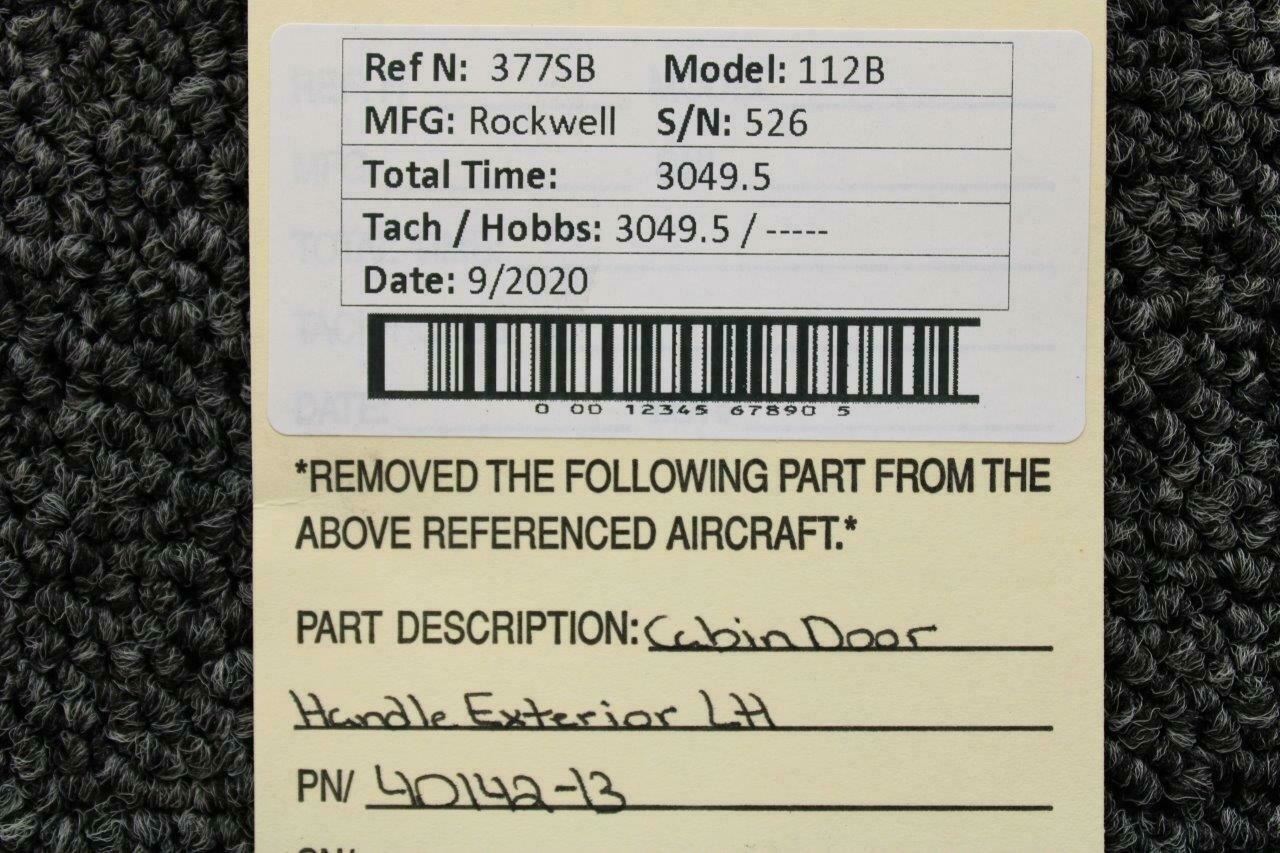 Ref N: 377SB Model: 112B
MFG: Rockwell S/N: 526
Total Time: 3049.5
Tach / Hobbs: 3049.5 / -----
Date: 9/2020
0 00 12345 67890 5
*REMOVED THE FOLLOWING PART FROM THE
ABOVE REFERENCED AIRCRAFT.*
PART DESCRIPTION: Cabin Door
Handle Exterior LH
PN/ 40142-13